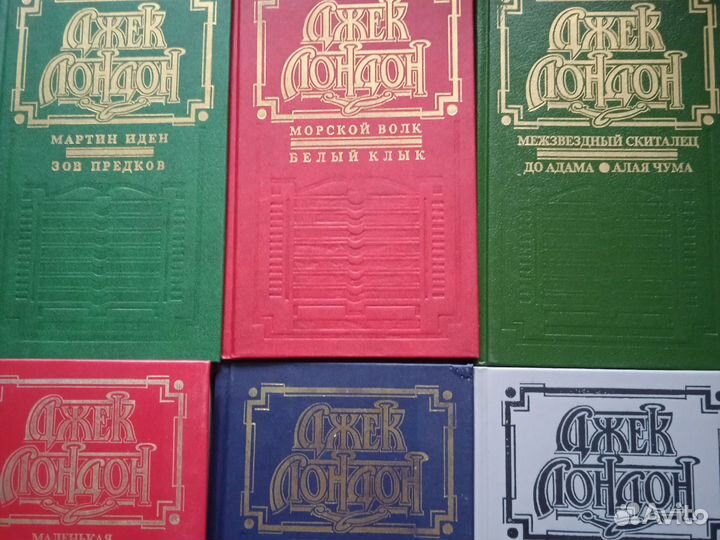 ДЖЕК
ЛОНДОН
МАРТИН ИДЕН
ЗОВ ПРЕДКОВ
ДЖЕК
ЛОНДОН
МОРСКОЙ ВОЛК
БЕЛЫЙ КЛЫК
ДЖЕК
ЛОНДОН
МЕЖЗВЕЗДНЫЙ СКИТАЛЕЦ
ДО АДАМА ● АЛАЯ ЧУМА
ДЖЕК
ЛОНДОН
МАЛЕНЬКАЯ
ДЖЕК
ЛОНДОН
ДЖЕК
ЛОНДОН
Avito